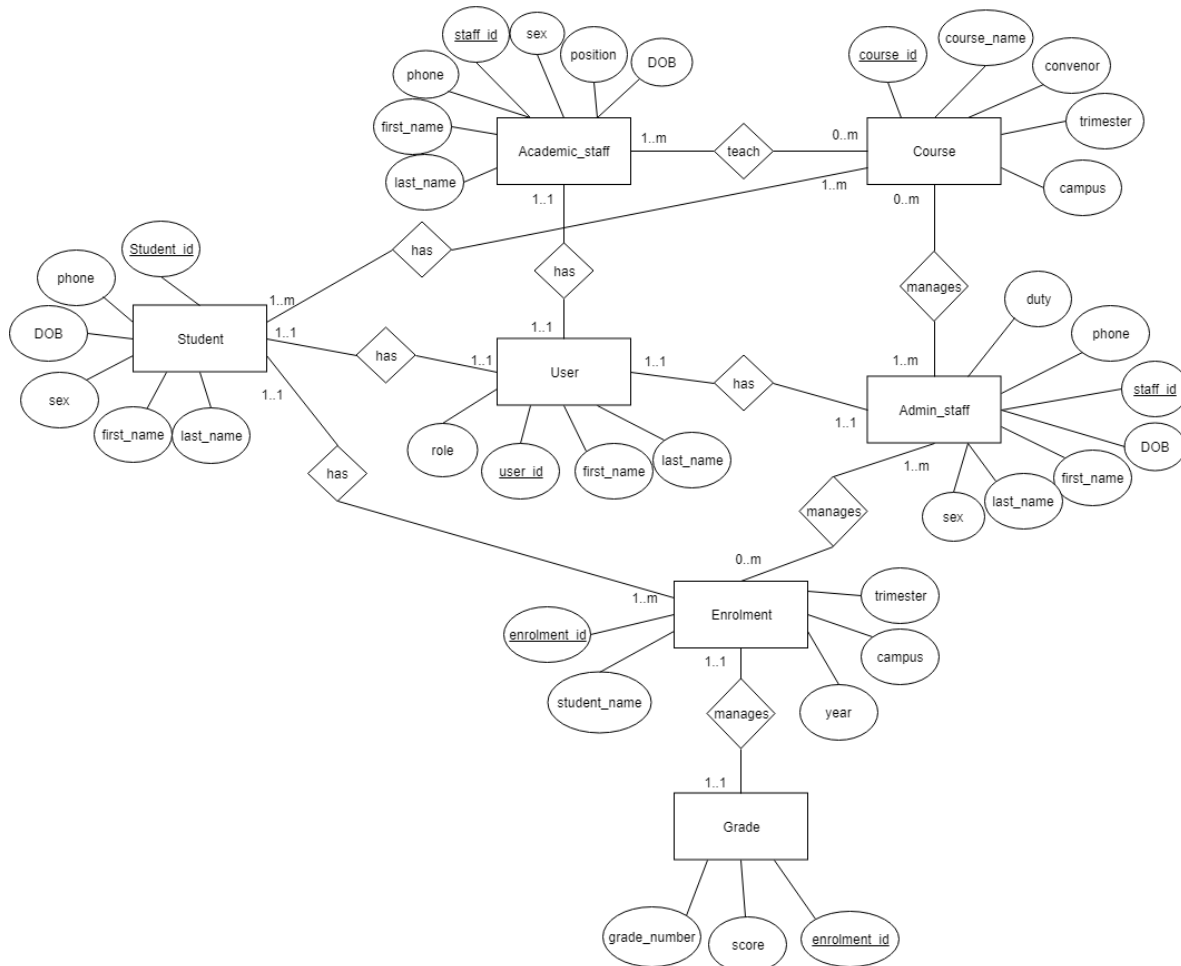 staff_id
sex
position
DOB
phone
first_name
last_name
Academic_staff
course_id
course_name
convenor
trimester
campus
Course
1..m
teach
0..m
1..1
1..m
0..m
has
has
manages
Student_id
phone
DOB
sex
first_name
last_name
Student
1..m
1..1
1..1
has
1..1
1..1
User
1..1
has
1..1
role
user_id
first_name
last_name
1..m
Admin_staff
duty
phone
staff_id
DOB
first_name
last_name
sex
1..m
has
manages
0..m
1..m
Enrolment
enrolment_id
student_name
trimester
campus
year
1..1
manages
1..1
Grade
grade_number
score
enrolment_id